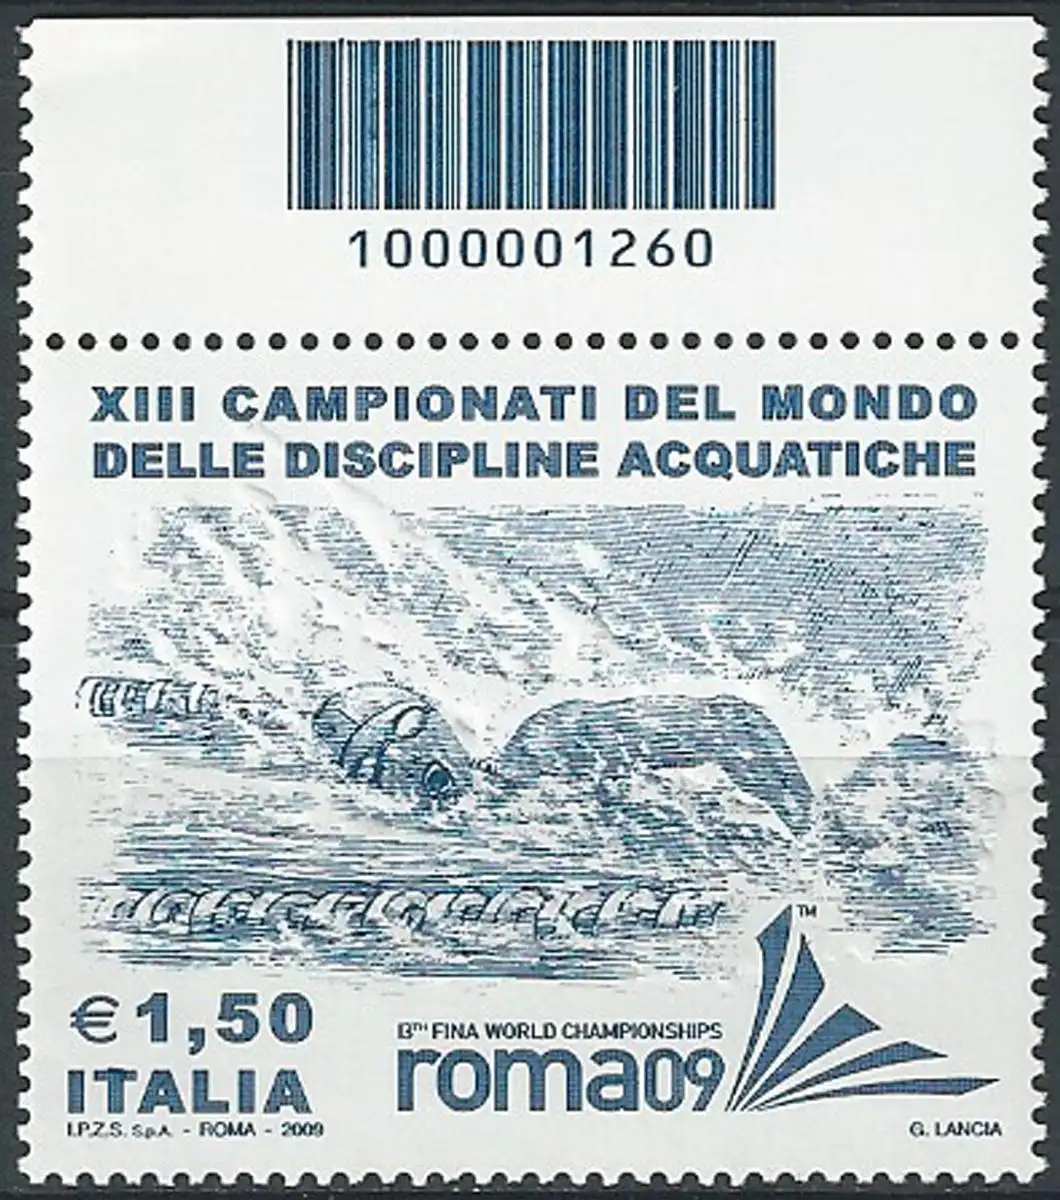 1000001260
XIII CAMPIONATI DEL MONDO
DELLE DISCIPLINE ACQUATICHE
TM
€1,50
13TH FINA WORLD CHAMPIONSHIPS
roma09
ITALIA
I.P.Z.S. S.p.A. - ROMA - 2009
G. LANCIA